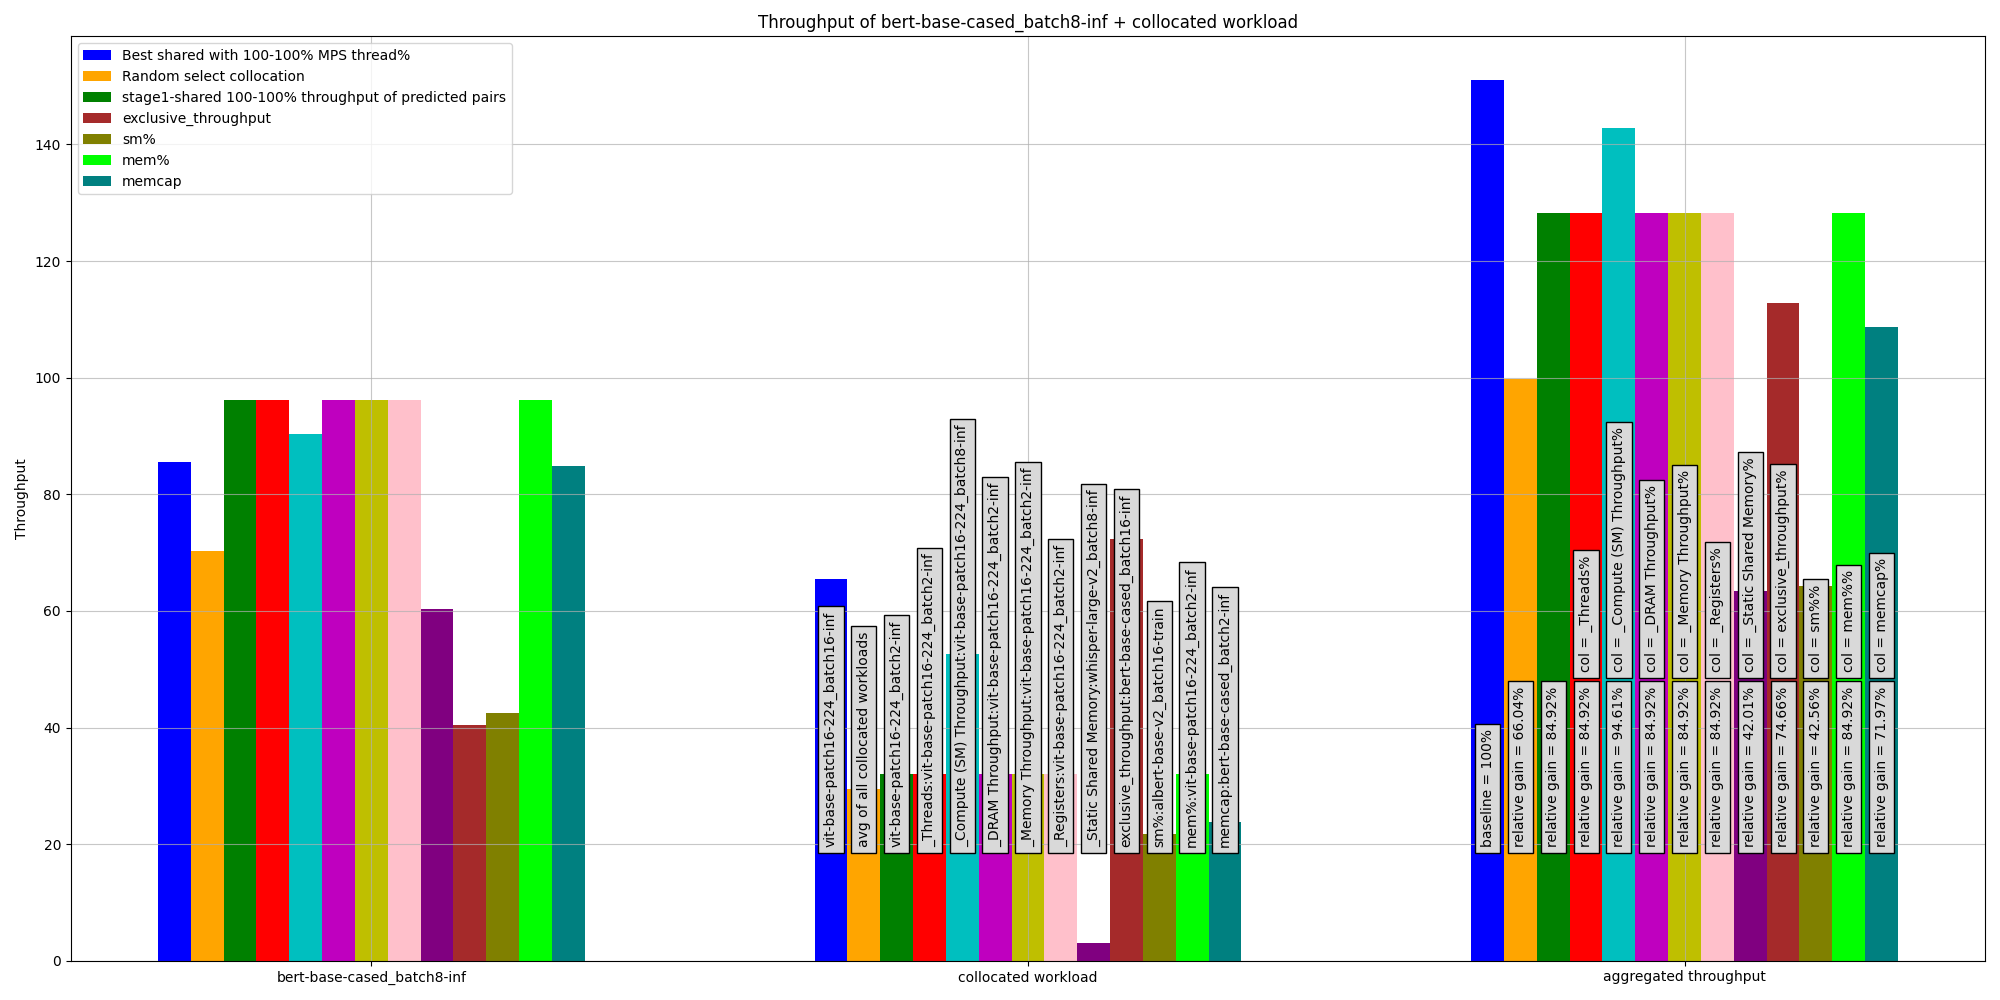 Throughput of bert-base-cased_batch8-inf + collocated workload
Best shared with 100-100% MPS thread%
Random select collocation
stage1-shared 100-100% throughput of predicted pairs
exclusive_throughput
sm%
mem%
memcap
Throughput
140
120
100
80
60
40
20
0
vit-base-patch16-224_batch16-inf
avg of all collocated workloads
vit-base-patch16-224_batch2-inf
_Threads:vit-base-patch16-224_batch2-inf
_Compute (SM) Throughput:vit-base-patch16-224_batch8-inf
_DRAM Throughput:vit-base-patch16-224_batch2-inf
_Memory Throughput:vit-base-patch16-224_batch2-inf
_Registers:vit-base-patch16-224_batch2-inf
_Static Shared Memory:whisper-large-v2_batch8-inf
exclusive_throughput:bert-base-cased_batch16-inf
sm%:albert-base-v2_batch16-train
mem%:vit-base-patch16-224_batch2-inf
memcap:bert-base-cased_batch2-inf
col = _Threads%
col = _Compute (SM) Throughput%
col = _DRAM Throughput%
col = _Memory Throughput%
col = _Registers%
col = _Static Shared Memory%
col = exclusive_throughput%
col = sm%%
col = mem%%
col = memcap%
baseline = 100%
relative gain = 66.04%
relative gain = 84.92%
relative gain = 84.92%
relative gain = 94.61%
relative gain = 84.92%
relative gain = 84.92%
relative gain = 84.92%
relative gain = 42.01%
relative gain = 74.66%
relative gain = 42.56%
relative gain = 84.92%
relative gain = 71.97%
bert-base-cased_batch8-inf
collocated workload
aggregated throughput